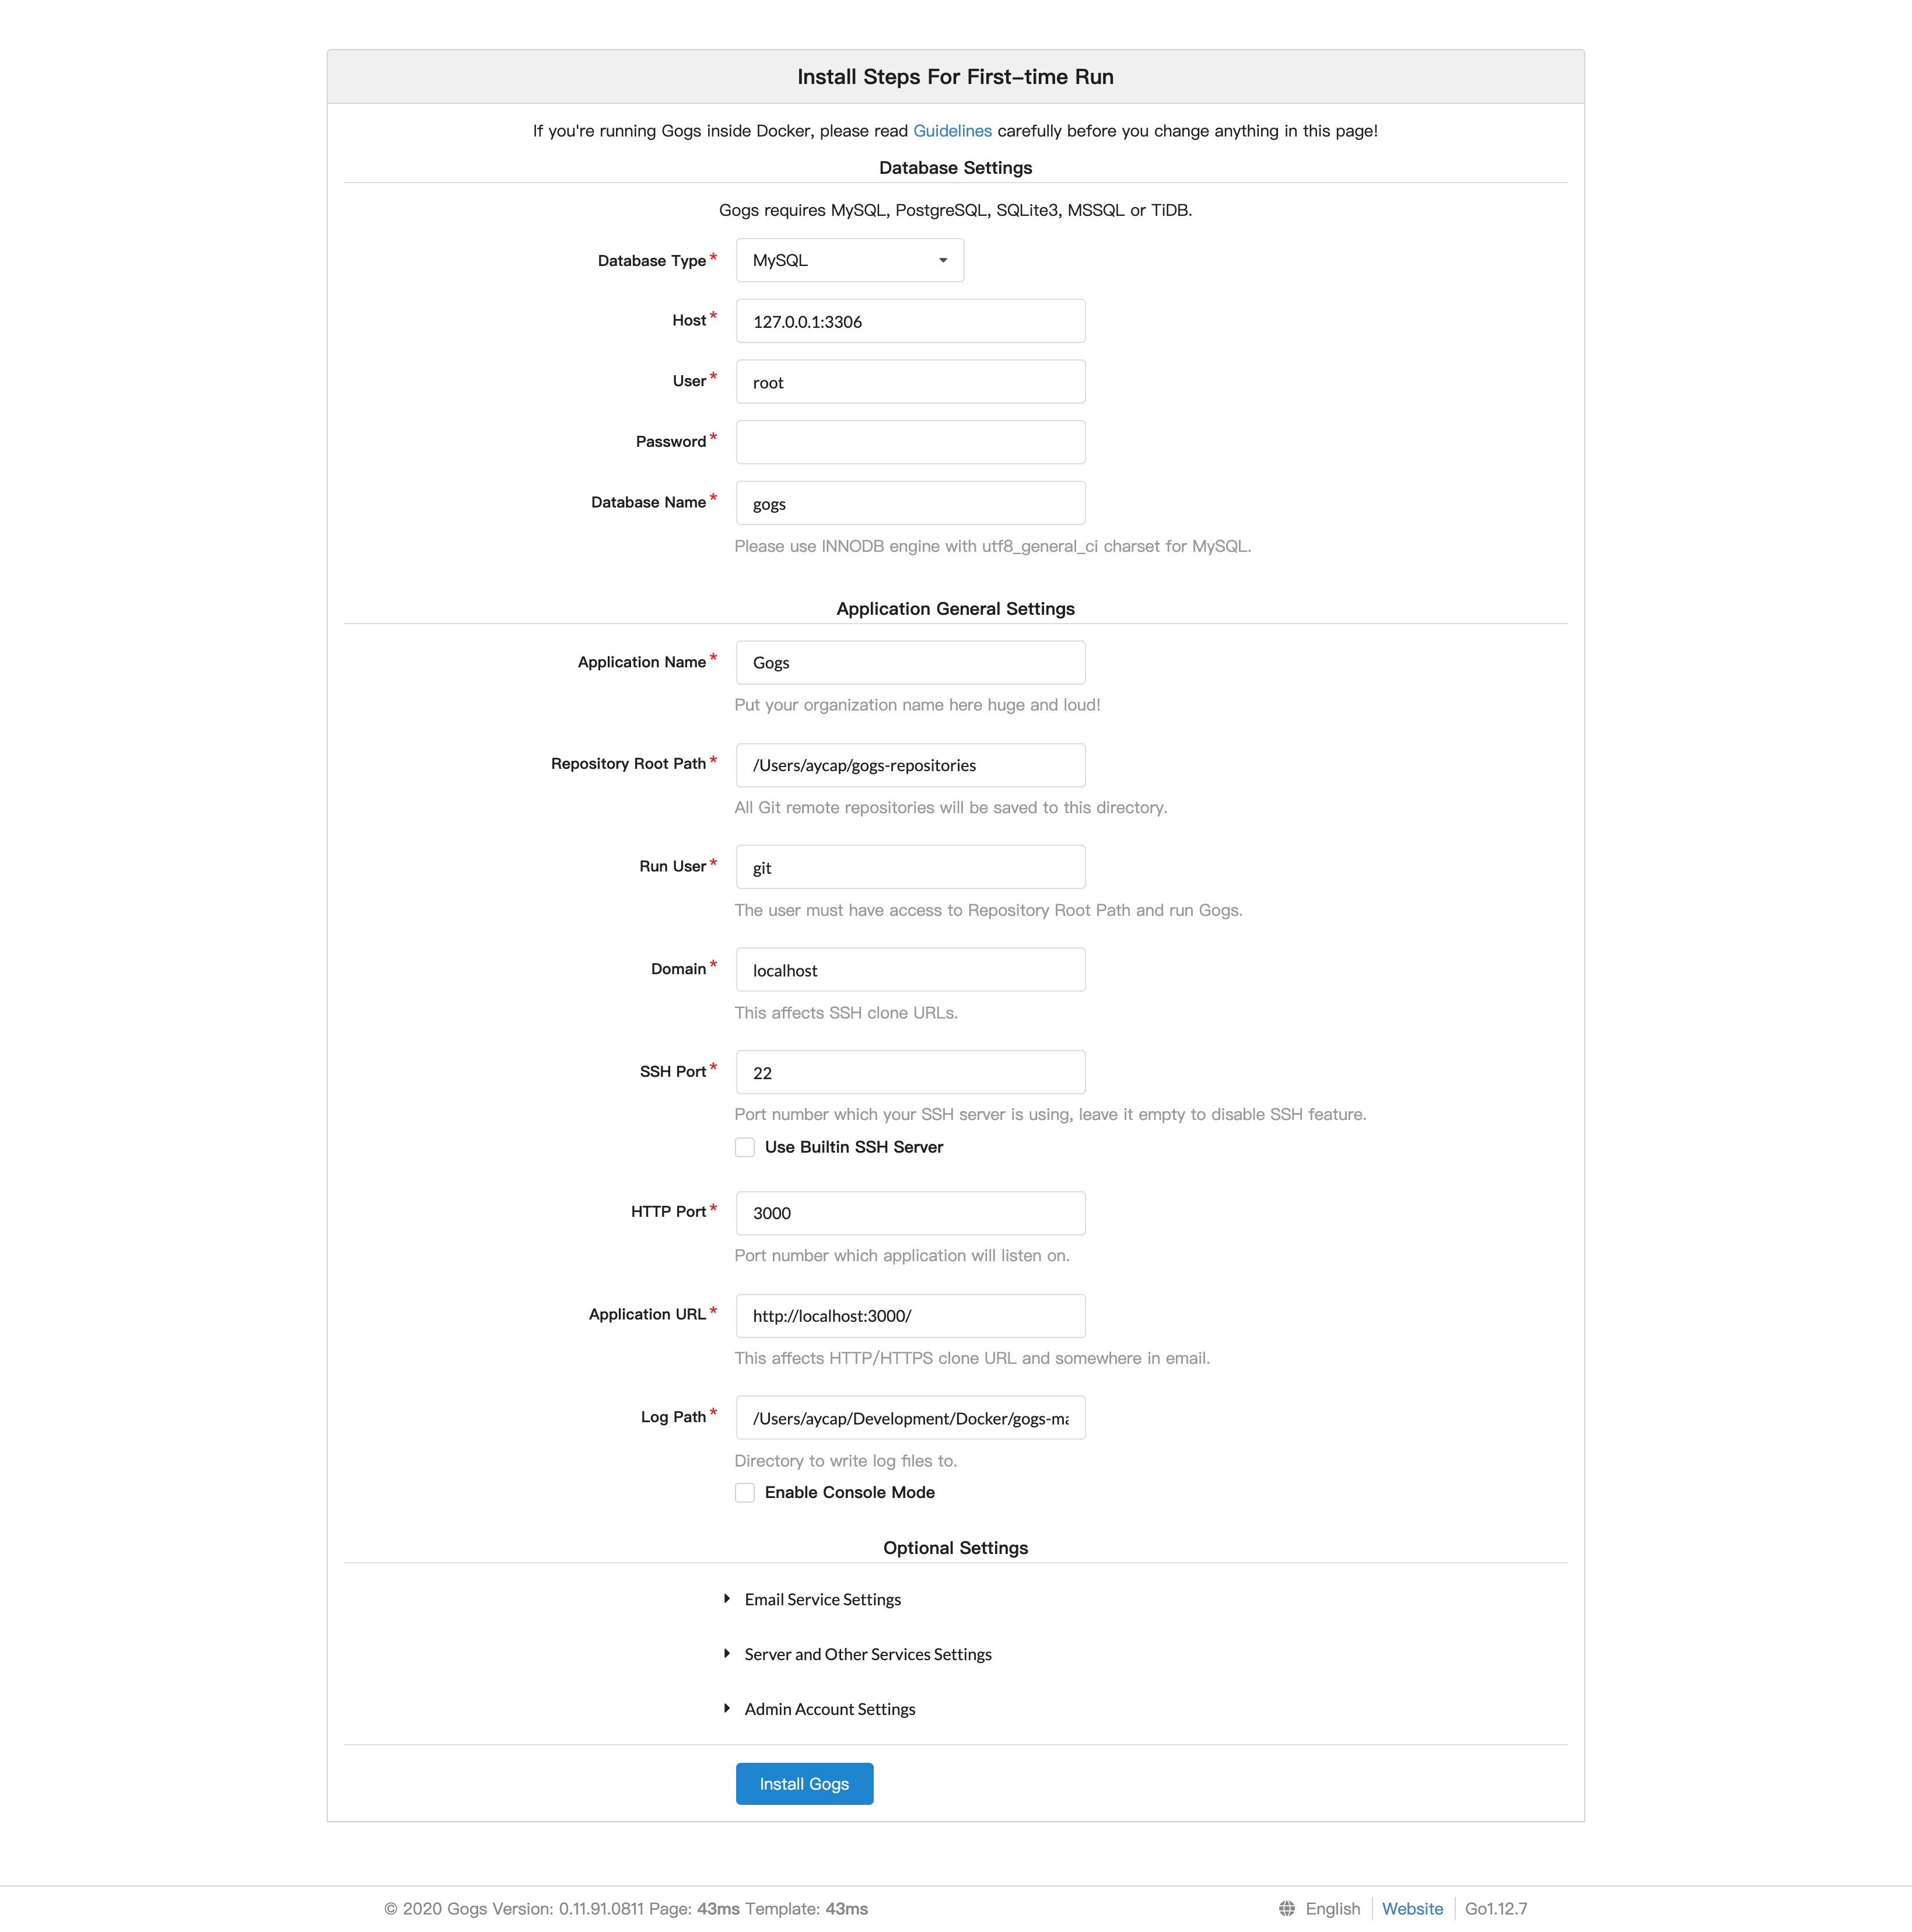 Install Steps For First-time Run
If you're running Gogs inside Docker, please read Guidelines carefully before you change anything in this page!
Database Settings
Gogs requires MySQL, PostgreSQL, SQLite3, MSSQL or TiDB.
Database Type* MySQL
Host* 127.0.0.1:3306
User* root
Password*
Database Name* gogs
Please use INNODB engine with utf8_general_ci charset for MySQL.
Application General Settings
Application Name* Gogs
Put your organization name here huge and loud!
Repository Root Path* /Users/aycap/gogs-repositories
All Git remote repositories will be saved to this directory.
Run User* git
The user must have access to Repository Root Path and run Gogs.
Domain* localhost
This affects SSH clone URLs.
SSH Port* 22
Port number which your SSH server is using, leave it empty to disable SSH feature.
Use Builtin SSH Server
HTTP Port* 3000
Port number which application will listen on.
Application URL* http://localhost:3000/
This affects HTTP/HTTPS clone URL and somewhere in email.
Log Path* /Users/aycap/Development/Docker/gogs-ma
Directory to write log files to.
Enable Console Mode
Optional Settings
Email Service Settings
Server and Other Services Settings
Admin Account Settings
Install Gogs
© 2020 Gogs Version: 0.11.91.0811 Page: 43ms Template: 43ms English Website Go1.12.7